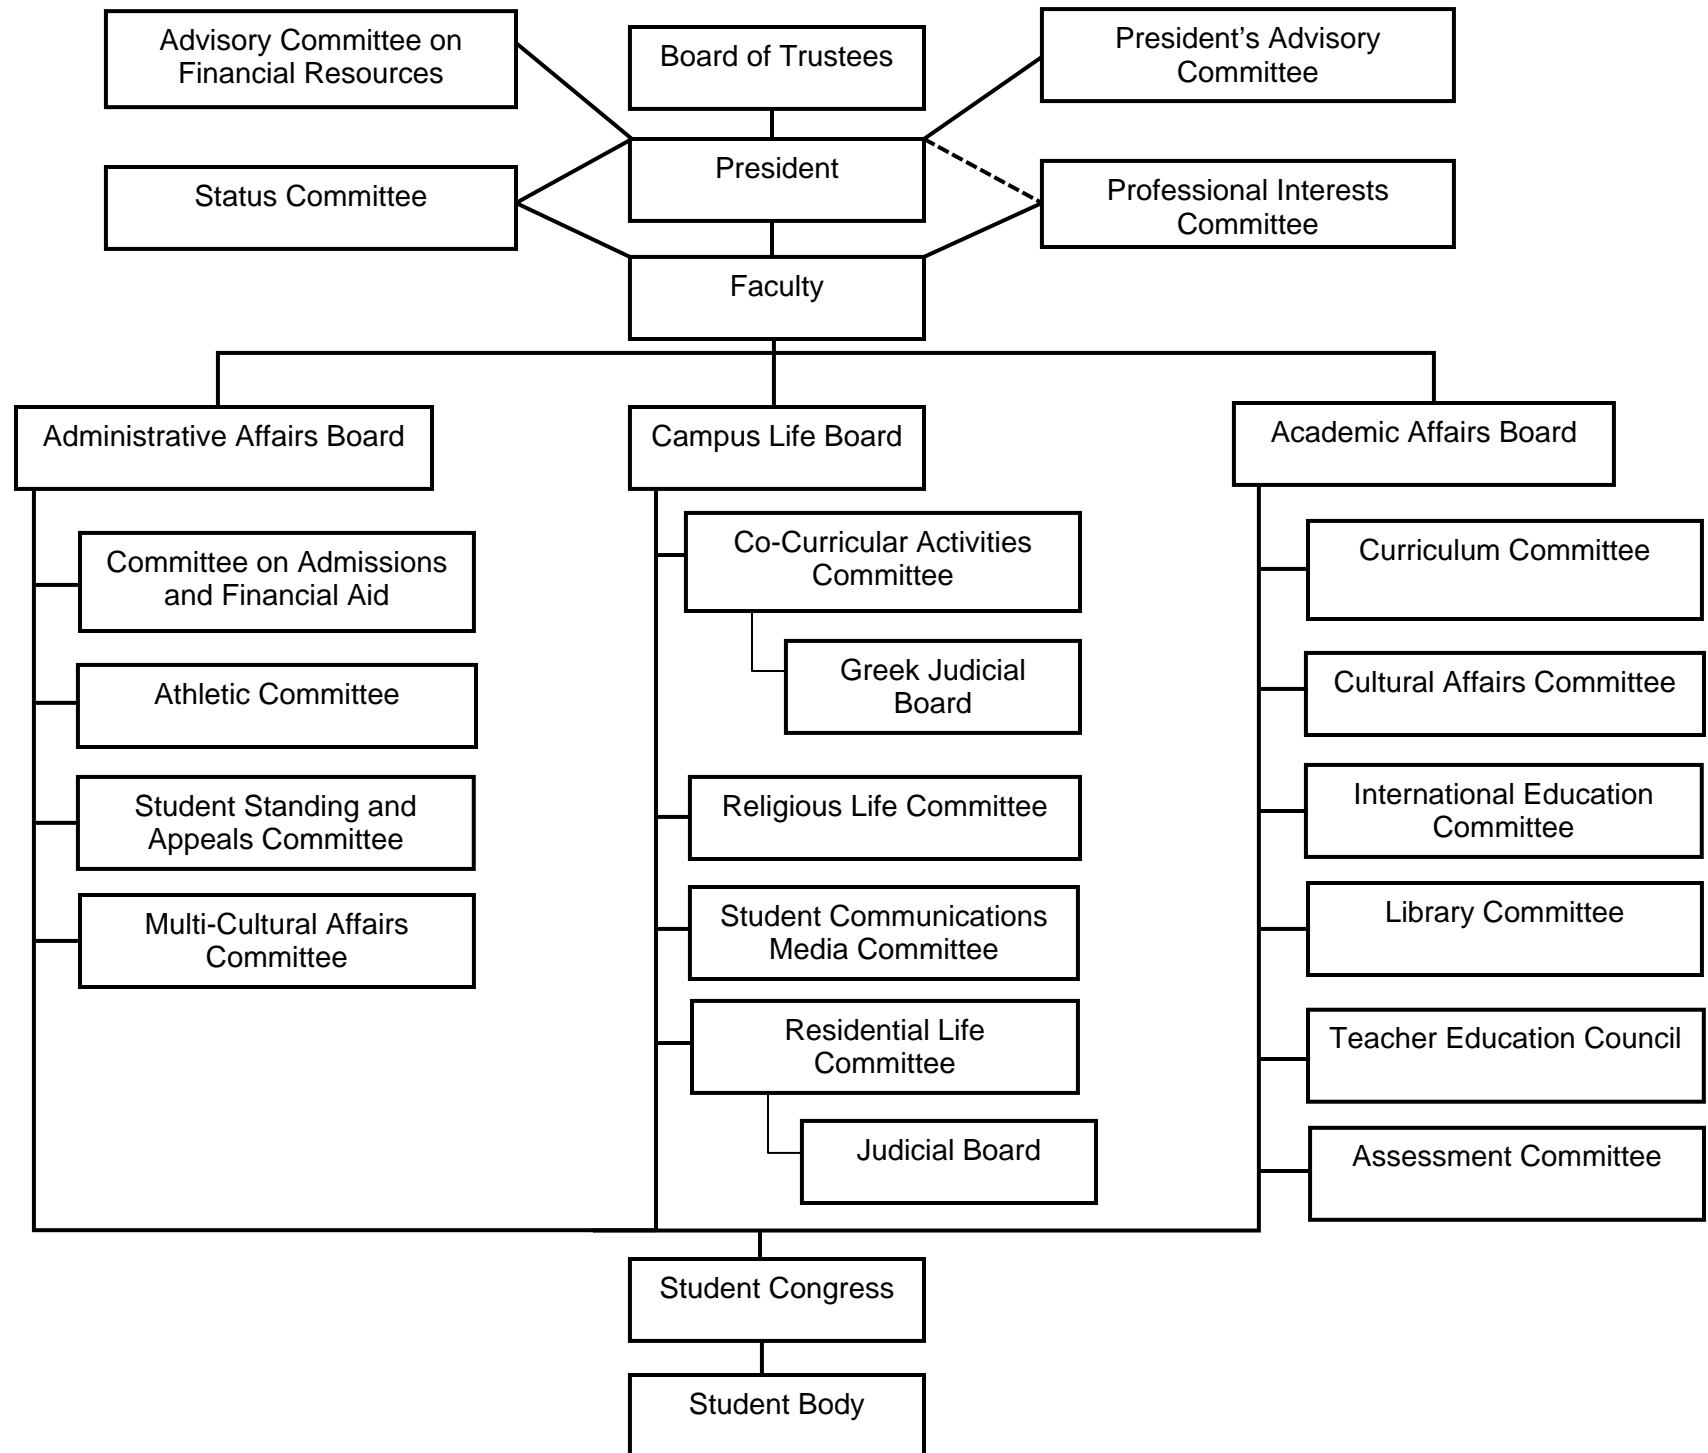 Advisory Committee on
Financial Resources
Board of Trustees
President’s Advisory
Committee
Status Committee
President
Professional Interests
Committee
Faculty
Administrative Affairs Board
Campus Life Board
Academic Affairs Board
Committee on Admissions
and Financial Aid
Athletic Committee
Student Standing and
Appeals Committee
Multi-Cultural Affairs
Committee
Co-Curricular Activities
Committee
Greek Judicial
Board
Religious Life Committee
Student Communications
Media Committee
Residential Life
Committee
Judicial Board
Curriculum Committee
Cultural Affairs Committee
International Education
Committee
Library Committee
Teacher Education Council
Assessment Committee
Student Congress
Student Body